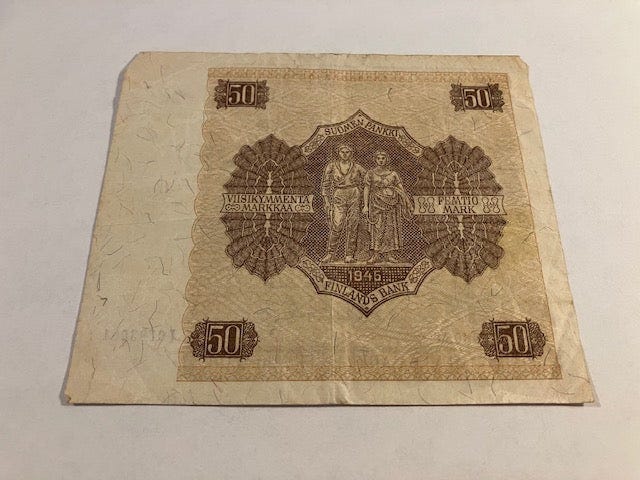 50
50
SUOMEN PANKKI
VIISIKYMMENTÄ
MARKKAA
FEMTIO
MARK
1945
FINLANDS BANK
50
50